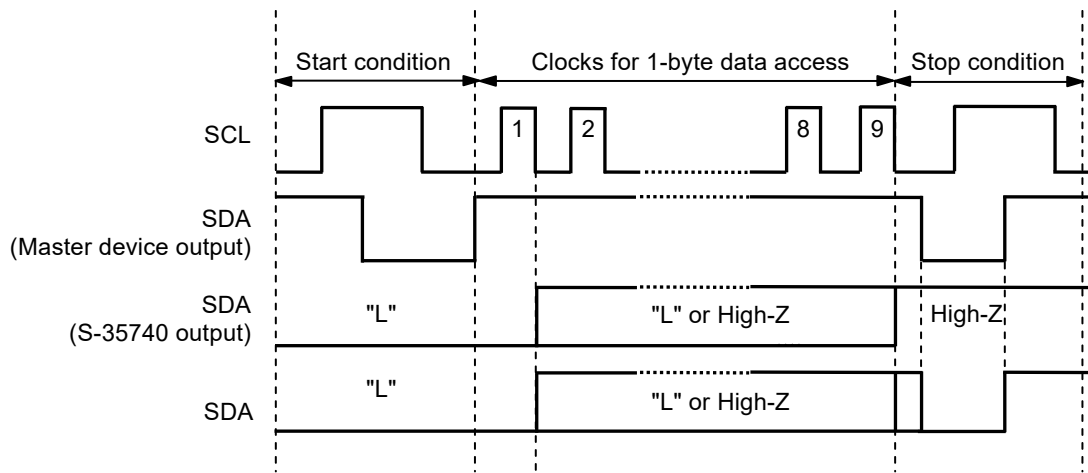 Start condition
Clocks for 1-byte data access
Stop condition
SCL
1
2
8
9
SDA
(Master device output)
SDA
(S-35740 output)
"L"
"L" or High-Z
High-Z
SDA
"L"
"L" or High-Z